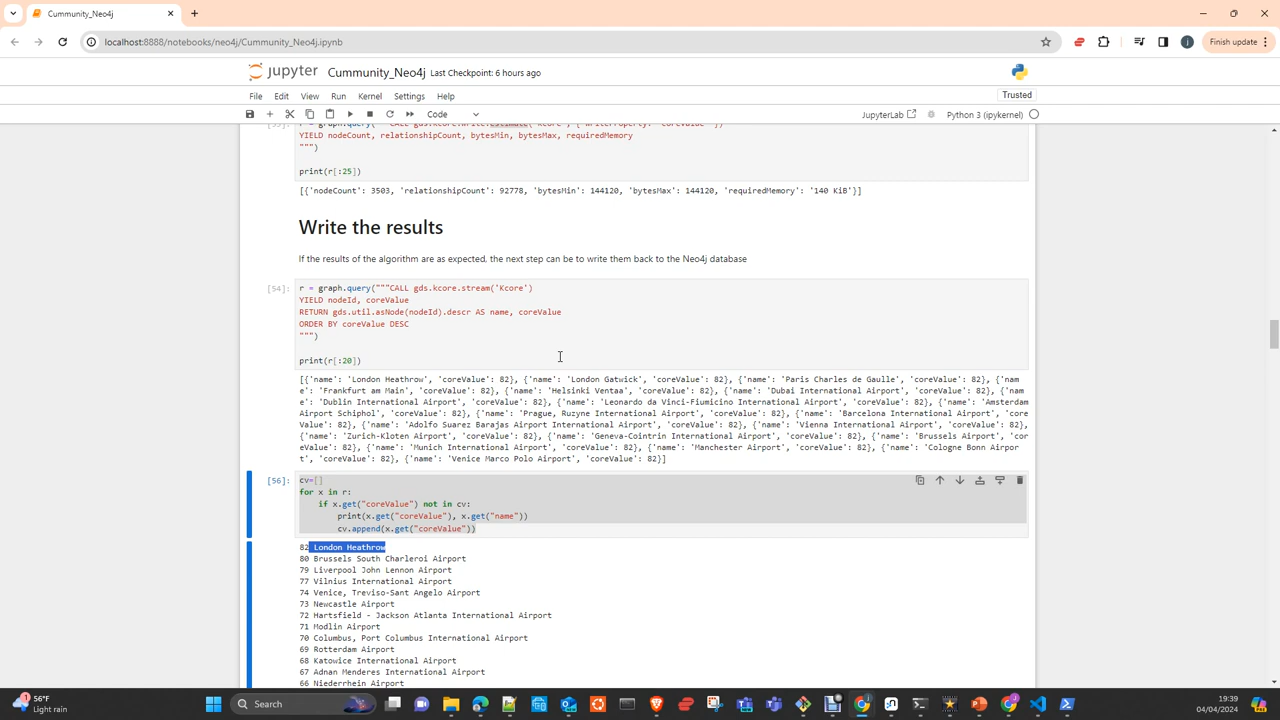 Cummunity_Neo4j
localhost:8888/notebooks/neo4j/Cummunity_Neo4j.ipynb
Finish update
jupyter Cummunity_Neo4j Last Checkpoint: 6 hours ago
File Edit View Run Kernel Settings Help
Trusted
Code
JupyterLab
Python 3 (ipykernel)
YIELD nodeCount, relationshipCount, bytesMin, bytesMax, requiredMemory
""")
print(r[:25])
[{'nodeCount': 3503, 'relationshipCount': 92778, 'bytesMin': 144120, 'bytesMax': 144120, 'requiredMemory': '140 KiB'}]
Write the results
If the results of the algorithm are as expected, the next step can be to write them back to the Neo4j database
[54]: r = graph.query("""CALL gds.kcore.stream('Kcore')
YIELD nodeId, coreValue
RETURN gds.util.asNode(nodeId).descr AS name, coreValue
ORDER BY coreValue DESC
""")
print(r[:20])
[{'name': 'London Heathrow', 'coreValue': 82}, {'name': 'London Gatwick', 'coreValue': 82}, {'name': 'Paris Charles de Gaulle', 'coreValue': 82}, {'nam
e': 'Frankfurt am Main', 'coreValue': 82}, {'name': 'Helsinki Ventaa', 'coreValue': 82}, {'name': 'Dubai International Airport', 'coreValue': 82}, {'nam
e': 'Dublin International Airport', 'coreValue': 82}, {'name': 'Leonardo da Vinci-Fiumicino International Airport', 'coreValue': 82}, {'name': 'Amsterdam
Airport Schiphol', 'coreValue': 82}, {'name': 'Prague, Ruzyne International Airport', 'coreValue': 82}, {'name': 'Barcelona International Airport', 'core
Value': 82}, {'name': 'Adolfo Suarez Barajas Airport International Airport', 'coreValue': 82}, {'name': 'Vienna International Airport', 'coreValue': 82},
{'name': 'Zurich-Kloten Airport', 'coreValue': 82}, {'name': 'Geneva-Cointrin International Airport', 'coreValue': 82}, {'name': 'Brussels Airport', 'cor
eValue': 82}, {'name': 'Munich International Airport', 'coreValue': 82}, {'name': 'Manchester Airport', 'coreValue': 82}, {'name': 'Cologne Bonn Airpor
t', 'coreValue': 82}, {'name': 'Venice Marco Polo Airport', 'coreValue': 82}]
[56]: cv=[]
for x in r:
if x.get("coreValue") not in cv:
print(x.get("coreValue"), x.get("name"))
cv.append(x.get("coreValue"))
82 London Heathrow
80 Brussels South Charleroi Airport
79 Liverpool John Lennon Airport
77 Vilnius International Airport
74 Venice, Treviso-Sant Angelo Airport
73 Newcastle Airport
72 Hartsfield - Jackson Atlanta International Airport
71 Modlin Airport
70 Columbus, Port Columbus International Airport
69 Rotterdam Airport
68 Katowice International Airport
67 Adnan Menderes International Airport
66 Niederrhein Airport
56°F
Light rain
Search
19:39
04/04/2024